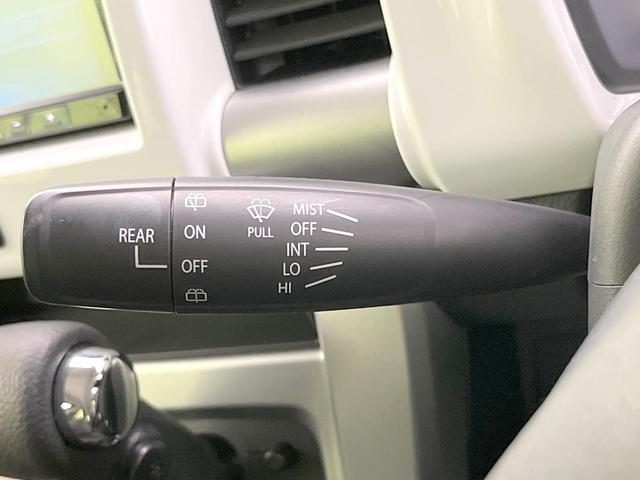 REAR
ON
OFF
PULL
MIST
OFF
INT
LO
HI